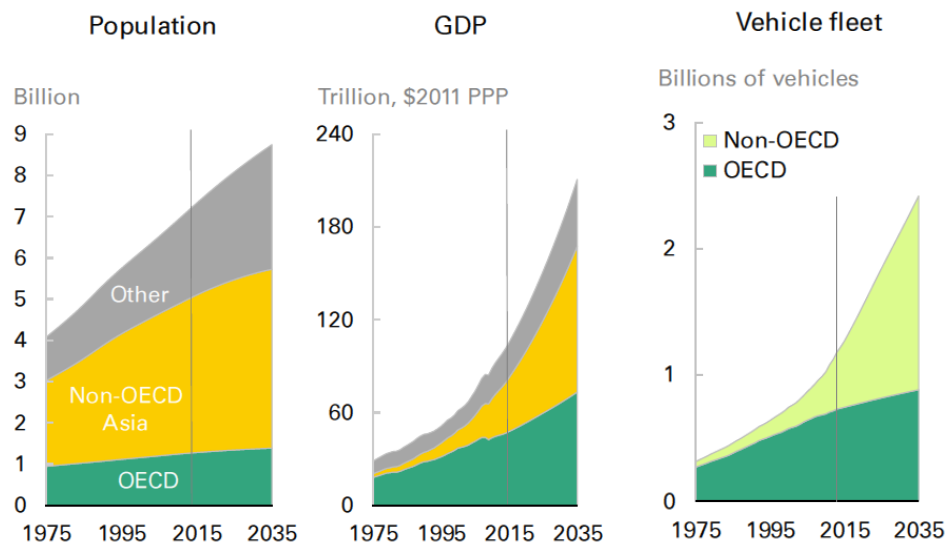 Population
Billion
9
8
7
6
5
4
3
2
1
0
Other
Non-OECD
Asia
OECD
1975 1995 2015 2035
GDP
Trillion, $2011 PPP
240
180
120
60
0
1975 1995 2015 2035
Vehicle fleet
Billions of vehicles
3
2
1
0
Non-OECD
OECD
1975 1995 2015 2035